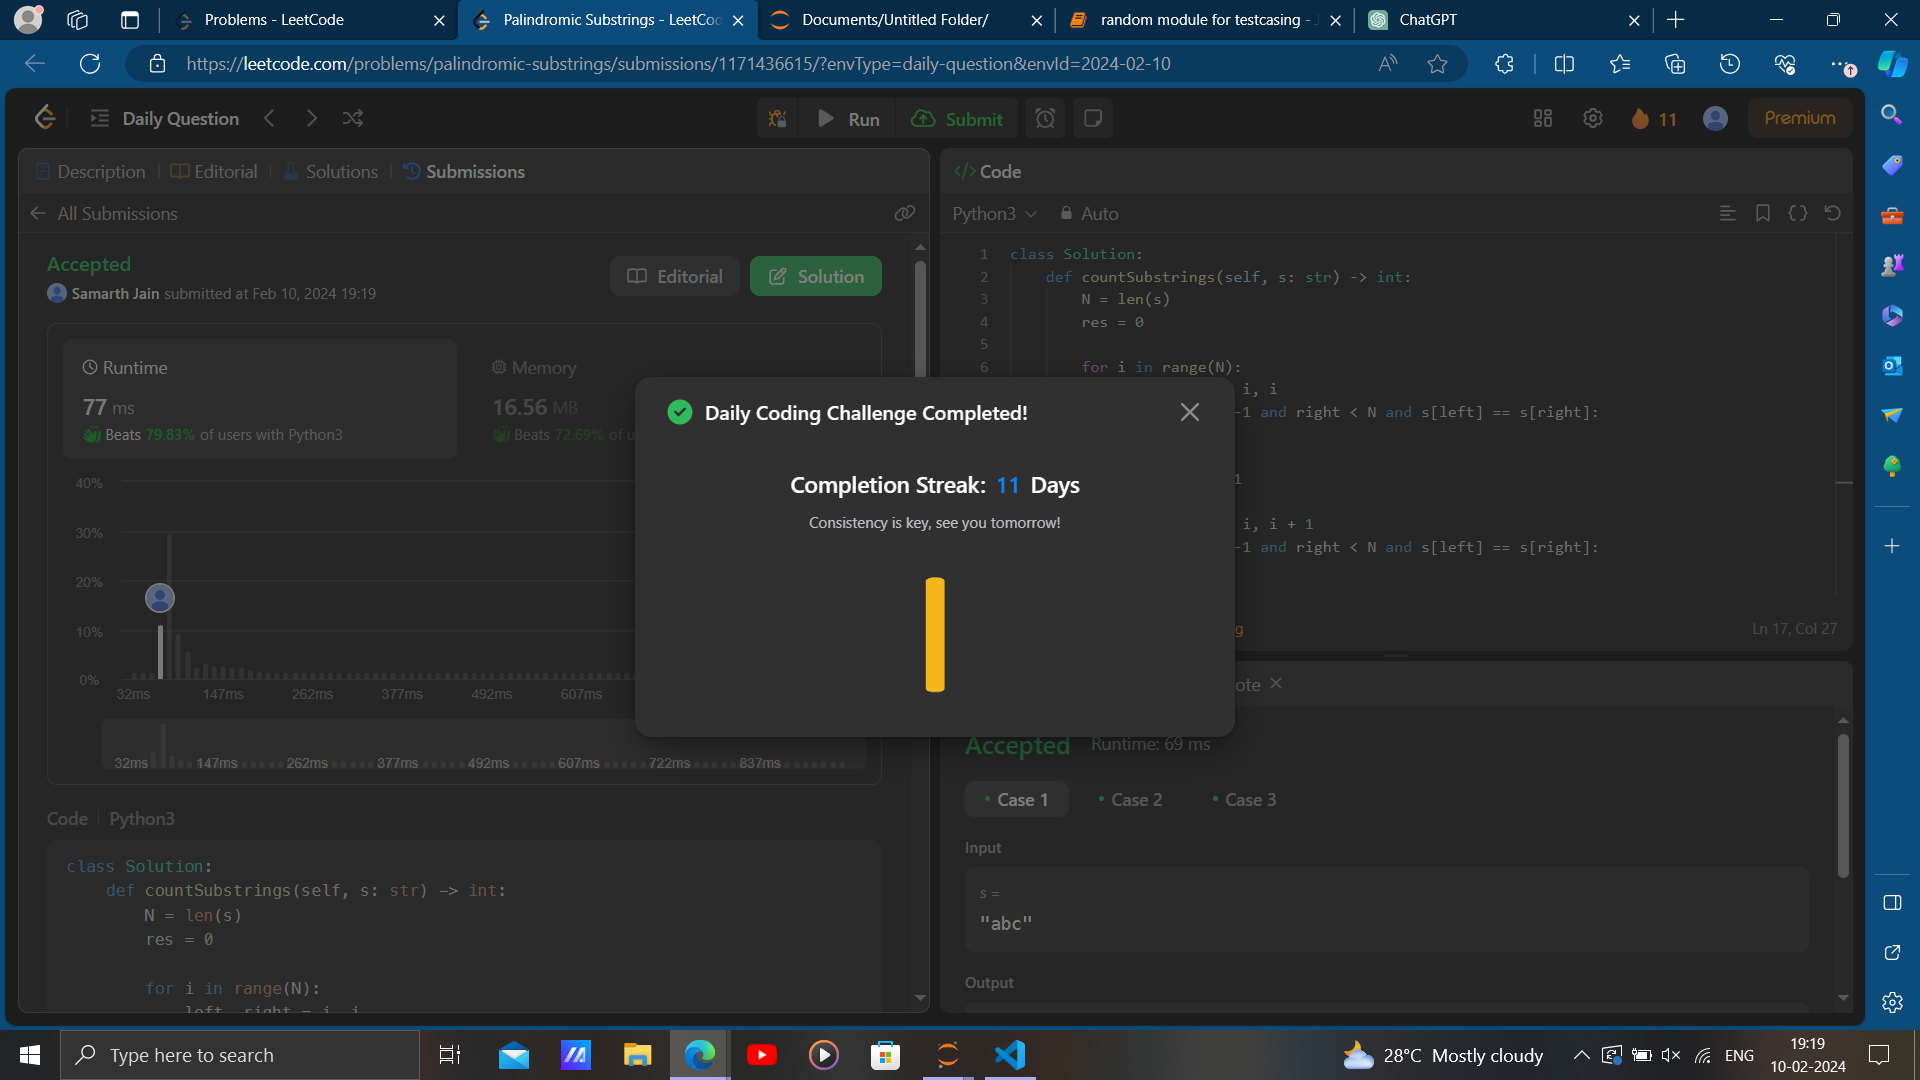 Problems - LeetCode
Palindromic Substrings - LeetCo
Documents/Untitled Folder/
random module for testcasing -
ChatGPT
https://leetcode.com/problems/palindromic-substrings/submissions/1171436615/?envType=daily-question&envId=2024-02-10
Daily Question
Run
Submit
11
Premium
Description
Editorial
Solutions
Submissions
</> Code
All Submissions
Python3
Auto
Accepted
Samarth Jain submitted at Feb 10, 2024 19:19
Editorial
Solution
Runtime
77 ms
Beats 79.83% of users with Python3
Memory
16.56 MB
Beats 72.69% of u
40%
30%
20%
10%
0%
32ms 147ms 262ms 377ms 492ms 607ms
32ms 147ms 262ms 377ms 492ms 607ms 722ms 837ms
Code
Python3
class Solution:
def countSubstrings(self, s: str) -> int:
N = len(s)
res = 0
for i in range(N):
left, right = i, i
1 class Solution:
2 def countSubstrings(self, s: str) -> int:
3 N = len(s)
4 res = 0
5
6 for i in range(N):
i, i
-1 and right < N and s[left] == s[right]:
1
i, i + 1
-1 and right < N and s[left] == s[right]:
g
Ln 17, Col 27
Daily Coding Challenge Completed!
Completion Streak: 11 Days
Consistency is key, see you tomorrow!
ote
Accepted
Runtime: 69 ms
Case 1
Case 2
Case 3
Input
s =
"abc"
Output
Type here to search
28°C Mostly cloudy
ENG
19:19
10-02-2024